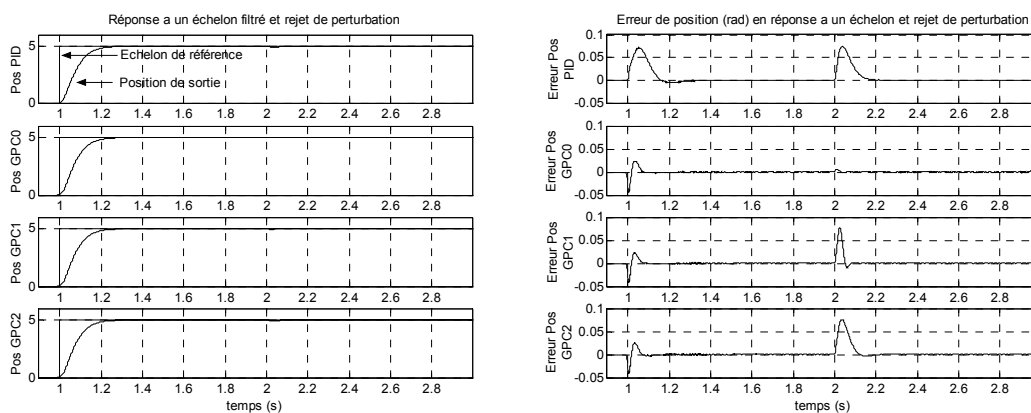 Réponse a un échelon filtré et rejet de perturbation
Pos PID
5
0
Echelon de référence
Position de sortie
1 1.2 1.4 1.6 1.8 2 2.2 2.4 2.6 2.8
Pos GPC0
5
0
1 1.2 1.4 1.6 1.8 2 2.2 2.4 2.6 2.8
Pos GPC1
5
0
1 1.2 1.4 1.6 1.8 2 2.2 2.4 2.6 2.8
Pos GPC2
5
0
1 1.2 1.4 1.6 1.8 2 2.2 2.4 2.6 2.8
temps (s)
Erreur de position (rad) en réponse a un échelon et rejet de perturbation
Erreur Pos
PID
0.1
0.05
0
-0.05
1 1.2 1.4 1.6 1.8 2 2.2 2.4 2.6 2.8
Erreur Pos
GPC0
0.1
0.05
0
-0.05
1 1.2 1.4 1.6 1.8 2 2.2 2.4 2.6 2.8
Erreur Pos
GPC1
0.1
0.05
0
-0.05
1 1.2 1.4 1.6 1.8 2 2.2 2.4 2.6 2.8
Erreur Pos
GPC2
0.1
0.05
0
-0.05
1 1.2 1.4 1.6 1.8 2 2.2 2.4 2.6 2.8
temps (s)